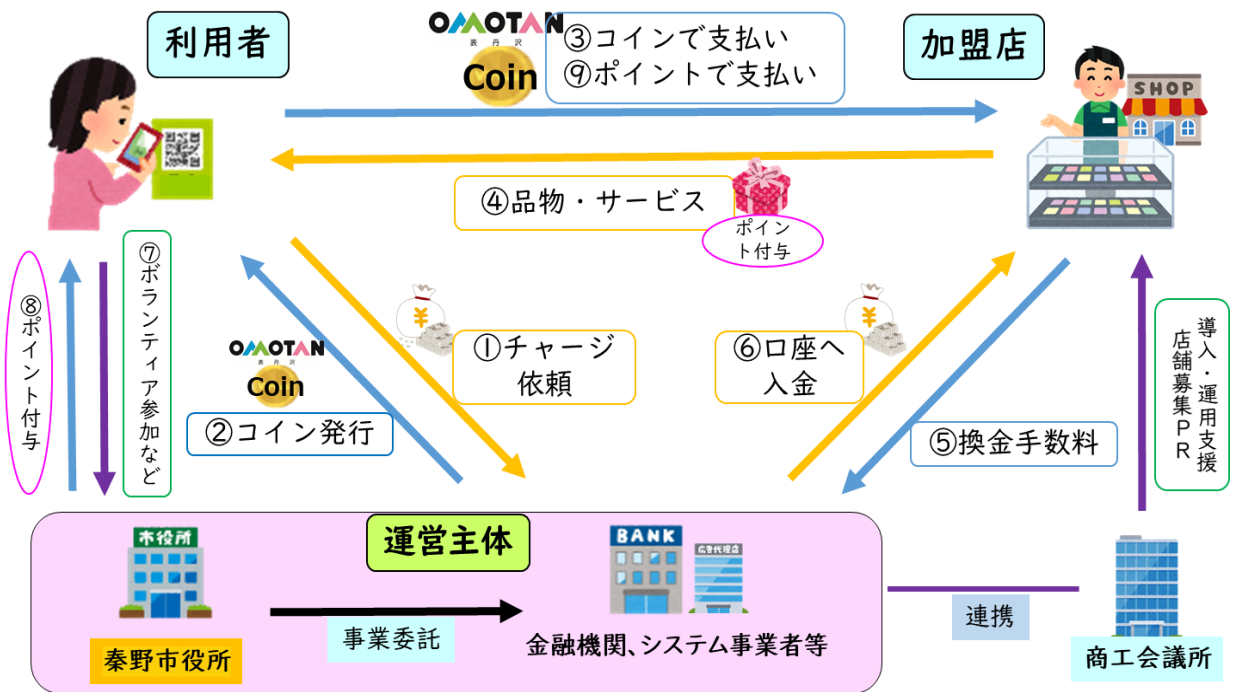 利用者
OMOTAN
表丹沢
Coin
③コインで支払い
⑨ポイントで支払い
加盟店
SHOP
④品物・サービス
ポイン
ト付与
⑧ポイント付与
⑦ボランティア参加など
OMOTAN
表丹沢
Coin
②コイン発行
¥
①チャージ
依頼
¥
⑥口座へ
入金
⑤換金手数料
導入・運用支援
店舗募集PR
運営主体
市役所
秦野市役所
事業委託
BANK
広告代理店
金融機関、システム事業者等
連携
商工会議所